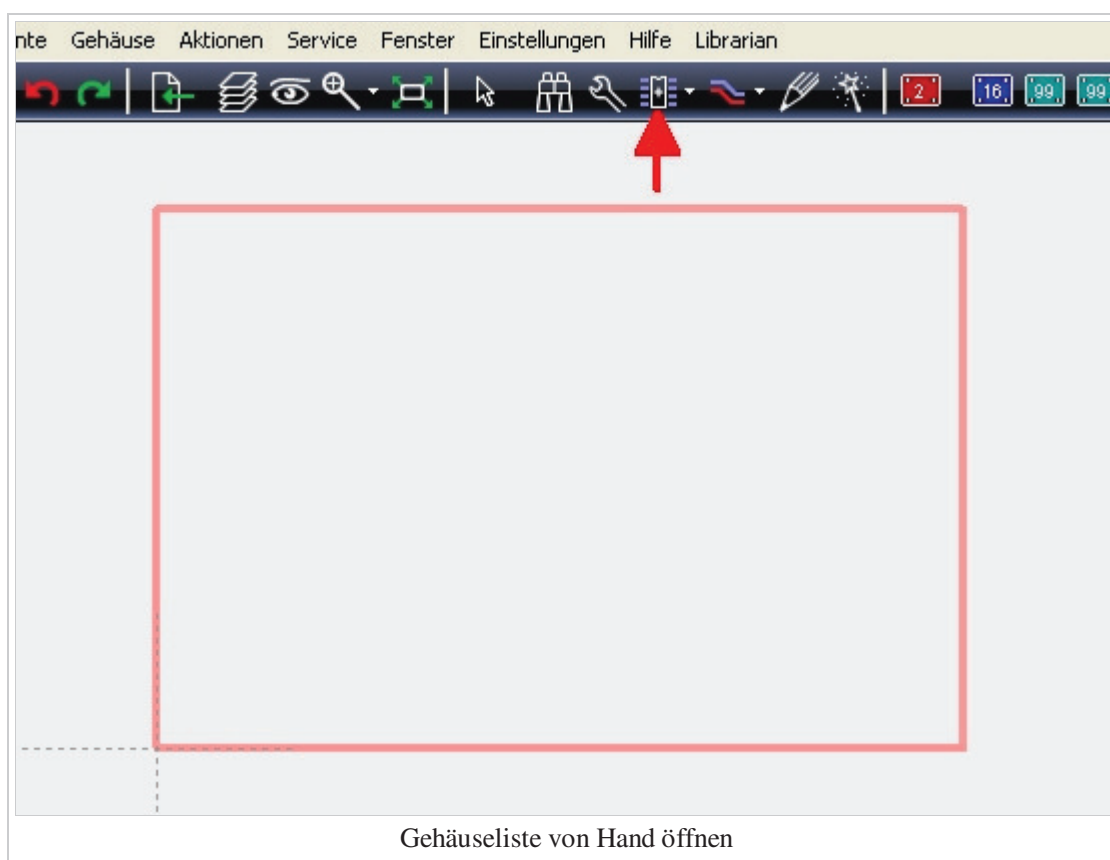 nte Gehäuse Aktionen Service Fenster Einstellungen Hilfe Librarian
2 16 99 99
Gehäuseliste von Hand öffnen